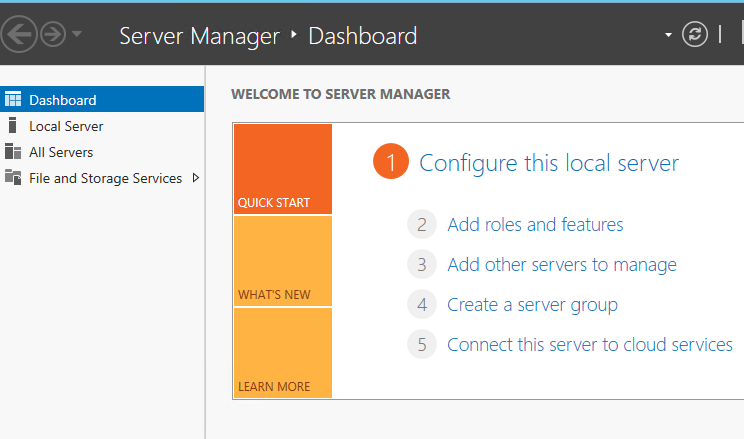 Server Manager ‣ Dashboard
Dashboard
Local Server
All Servers
File and Storage Services
WELCOME TO SERVER MANAGER
QUICK START
WHAT'S NEW
LEARN MORE
1 Configure this local server
2 Add roles and features
3 Add other servers to manage
4 Create a server group
5 Connect this server to cloud services